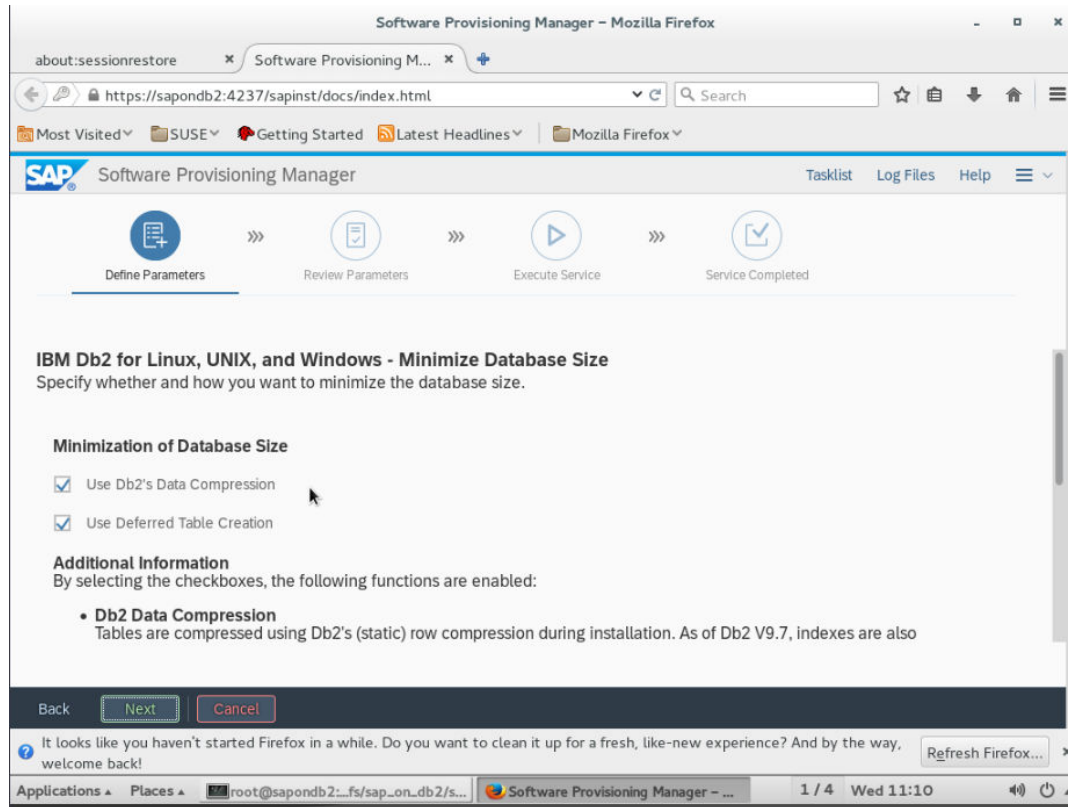 Software Provisioning Manager – Mozilla Firefox
about:sessionrestore
Software Provisioning M...
https://sapondb2:4237/sapinst/docs/index.html
Search
Most Visited
SUSE
Getting Started
Latest Headlines
Mozilla Firefox
SAP
Software Provisioning Manager
Tasklist
Log Files
Help
Define Parameters
Review Parameters
Execute Service
Service Completed
IBM Db2 for Linux, UNIX, and Windows - Minimize Database Size
Specify whether and how you want to minimize the database size.
Minimization of Database Size
Use Db2's Data Compression
Use Deferred Table Creation
Additional Information
By selecting the checkboxes, the following functions are enabled:
• Db2 Data Compression
Tables are compressed using Db2's (static) row compression during installation. As of Db2 V9.7, indexes are also
Back
Next
Cancel
It looks like you haven't started Firefox in a while. Do you want to clean it up for a fresh, like-new experience? And by the way,
welcome back!
Refresh Firefox...
Applications
Places
root@sapondb2:_fs/sap_on_db2/s...
Software Provisioning Manager – ...
1 / 4
Wed 11:10